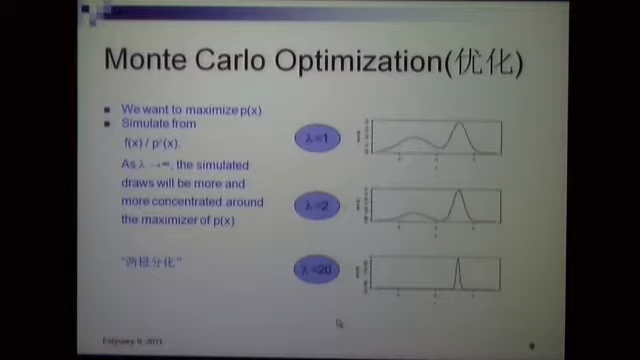 Monte Carlo Optimization(优化)
We want to maximize p(x)
Simulate from
f(x) / p^λ(x).
As λ →∞, the simulated
draws will be more and
more concentrated around
the maximizer of p(x)
"两极分化"
λ =1
λ =2
λ =20
February 9, 2011